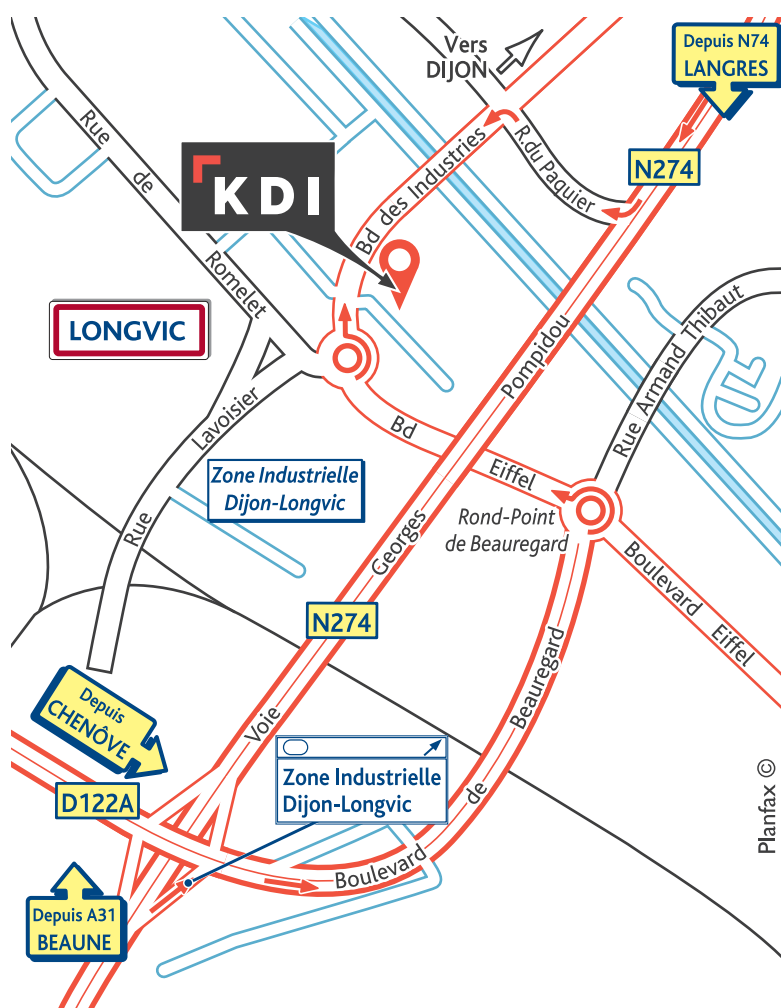 Vers
DIJON
Depuis N74
LANGRES
N274
R.du Paquier
Bd des Industries
Rue de Romelet
KDI
LONGVIC
Rue Lavoisier
Bd Eiffel
Rue Armand Thibaut
Zone Industrielle
Dijon-Longvic
Rond-Point
de Beauregard
Boulevard Eiffel
Voie Georges Pompidou
N274
Boulevard de Beauregard
Depuis
CHENÔVE
D122A
Zone Industrielle
Dijon-Longvic
Depuis A31
BEAUNE
Planfax ©